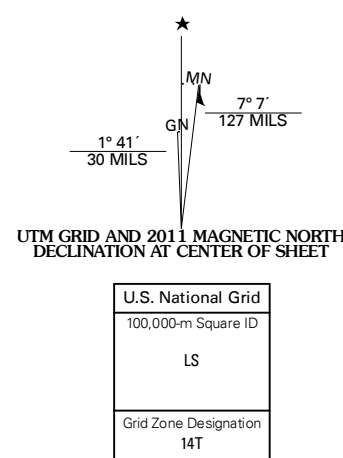 ★
MN
7° 7´
127 MILS
GN
1° 41´
30 MILS
UTM GRID AND 2011 MAGNETIC NORTH
DECLINATION AT CENTER OF SHEET
U.S. National Grid
100,000-m Square ID
LS
Grid Zone Designation
14T